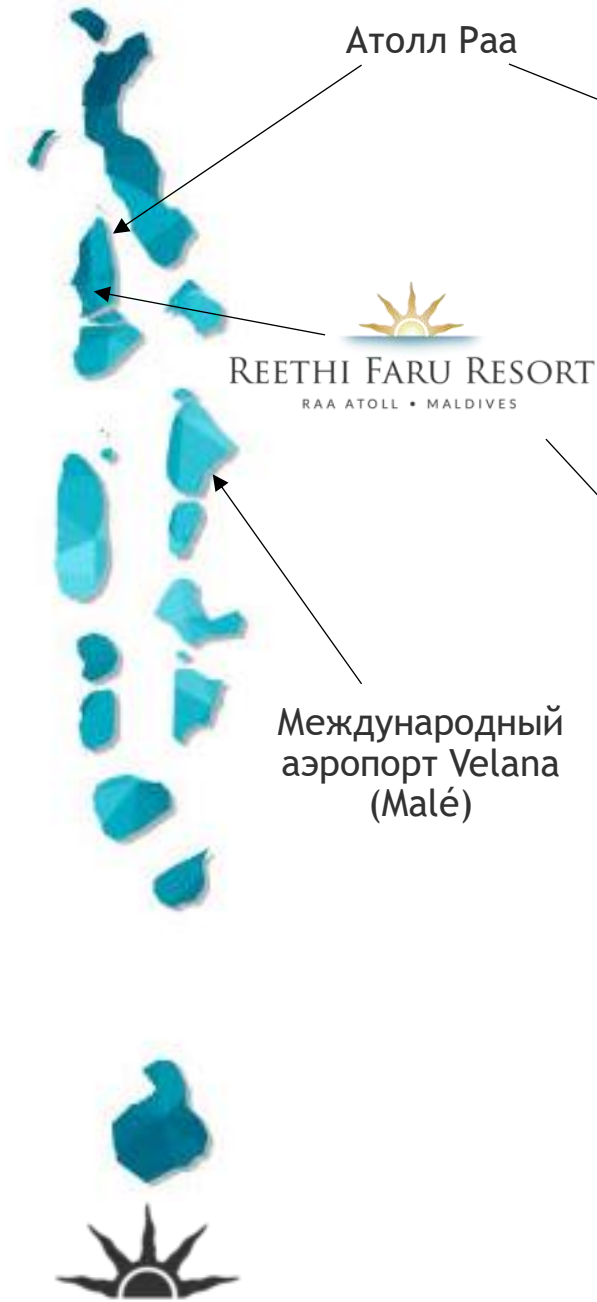 Атолл Раа
REETHI FARU RESORT
RAA ATOLL • MALDIVES
Международный
аэропорт Velana
(Malé)